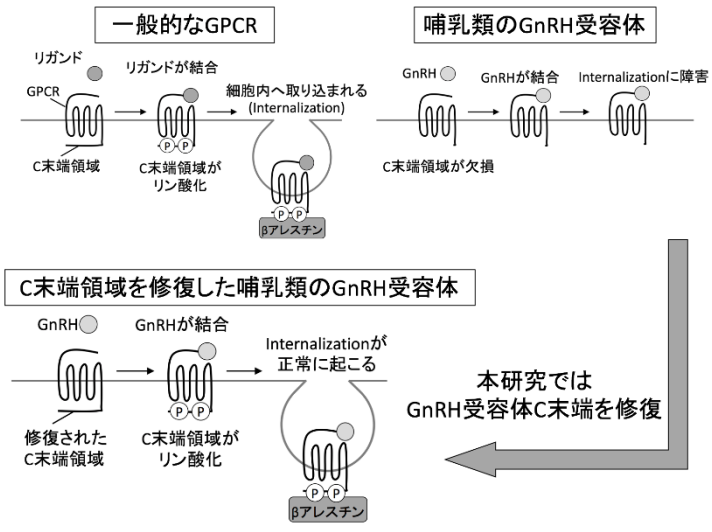 一般的なGPCR
リガンド
GPCR
C末端領域
リガンドが結合
P P
C末端領域が
リン酸化
細胞内へ取り込まれる
(Internalization)
P P
βアレスチン
哺乳類のGnRH受容体
GnRH
C末端領域が欠損
GnRHが結合
Internalizationに障害
C末端領域を修復した哺乳類のGnRH受容体
GnRH
修復された
C末端領域
GnRHが結合
P P
C末端領域が
リン酸化
Internalizationが
正常に起こる
P P
βアレスチン
本研究では
GnRH受容体C末端を修復